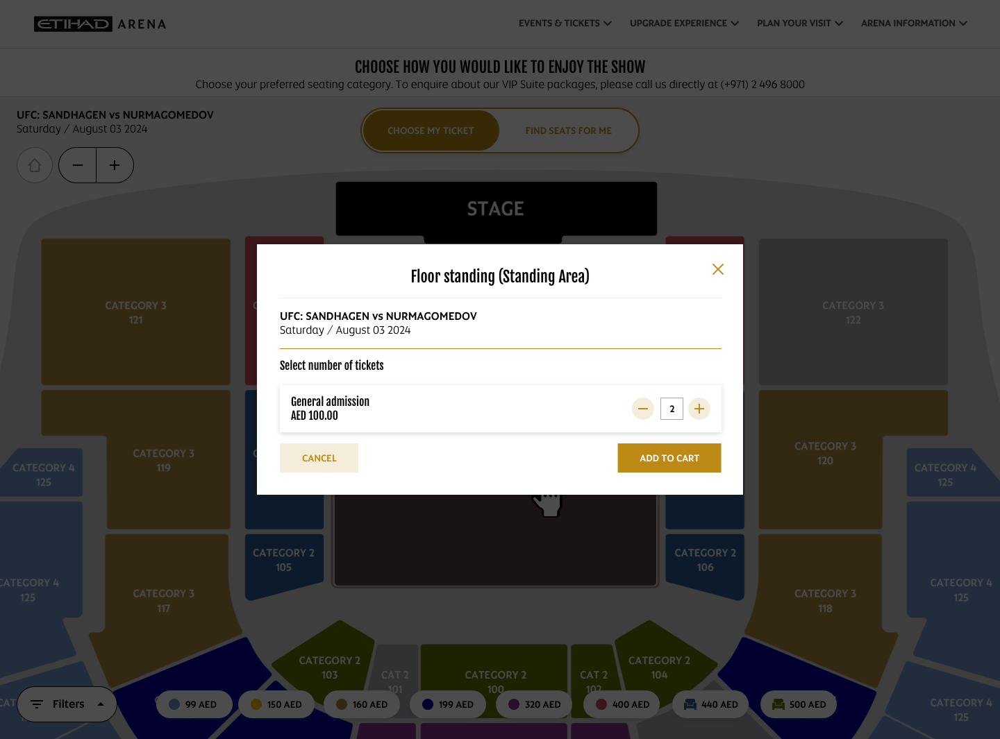 ETIHAD ARENA
EVENTS & TICKETS
UPGRADE EXPERIENCE
PLAN YOUR VISIT
ARENA INFORMATION
CHOOSE HOW YOU WOULD LIKE TO ENJOY THE SHOW
Choose your preferred seating category. To enquire about our VIP Suite packages, please call us directly at (+971) 2 496 8000
UFC: SANDHAGEN vs NURMAGOMEDOV
Saturday / August 03 2024
CHOOSE MY TICKET
FIND SEATS FOR ME
STAGE
CATEGORY 3
121
CATEGORY 3
122
Floor standing (Standing Area)
UFC: SANDHAGEN vs NURMAGOMEDOV
Saturday / August 03 2024
Select number of tickets
General admission
AED 100.00
2
CANCEL
ADD TO CART
CATEGORY 3
119
CATEGORY 3
120
CATEGORY 4
125
CATEGORY 4
125
CATEGORY 2
105
CATEGORY 2
106
CATEGORY 4
125
CATEGORY 3
117
CATEGORY 3
118
CATEGORY 4
125
CATEGORY 2
103
CAT 2
101
CATEGORY 2
100
CAT 2
102
CATEGORY 2
104
CATEGORY 4
125
Filters
99 AED
150 AED
160 AED
199 AED
320 AED
400 AED
440 AED
500 AED